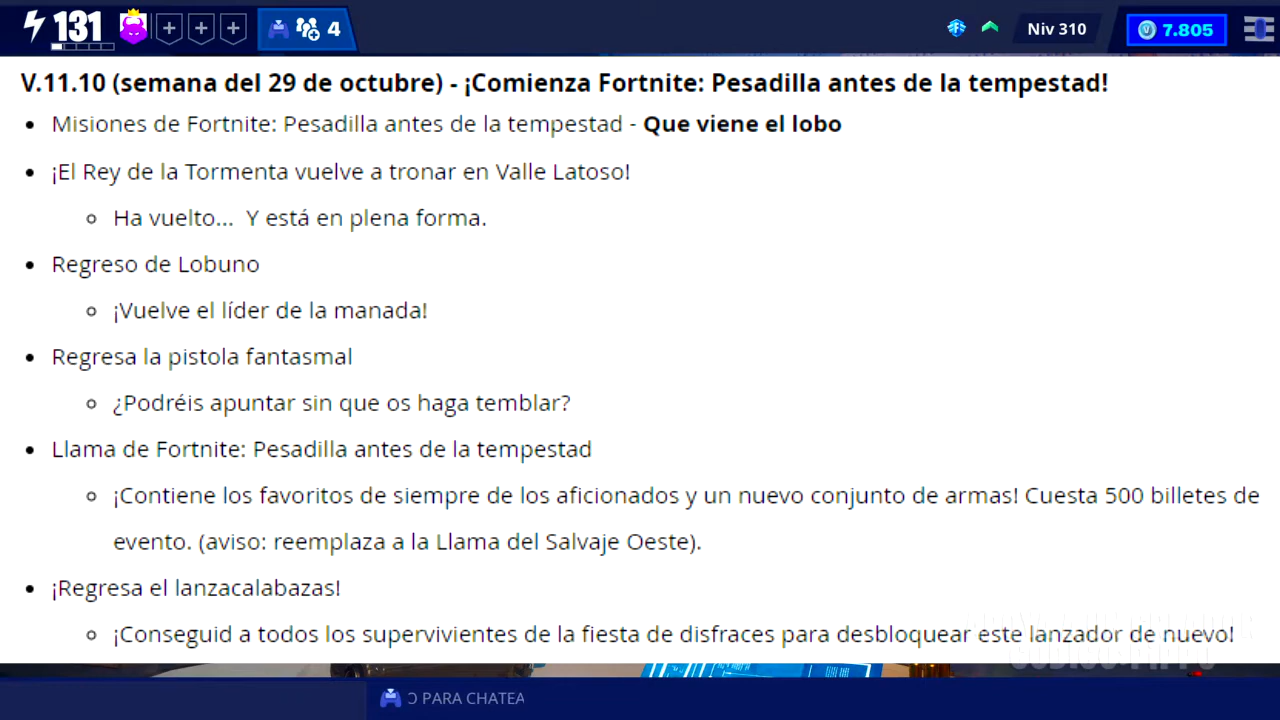 131
4
Niv 310
7.805
V.11.10 (semana del 29 de octubre) - ¡Comienza Fortnite: Pesadilla antes de la tempestad!
• Misiones de Fortnite: Pesadilla antes de la tempestad - Que viene el lobo
• ¡El Rey de la Tormenta vuelve a tronar en Valle Latoso!
○ Ha vuelto... Y está en plena forma.
• Regreso de Lobuno
○ ¡Vuelve el líder de la manada!
• Regresa la pistola fantasmal
○ ¿Podréis apuntar sin que os haga temblar?
• Llama de Fortnite: Pesadilla antes de la tempestad
○ ¡Contiene los favoritos de siempre de los aficionados y un nuevo conjunto de armas! Cuesta 500 billetes de
evento. (aviso: reemplaza a la Llama del Salvaje Oeste).
• ¡Regresa el lanzacalabazas!
○ ¡Conseguid a todos los supervivientes de la fiesta de disfraces para desbloquear este lanzador de nuevo!
O PARA CHATEA